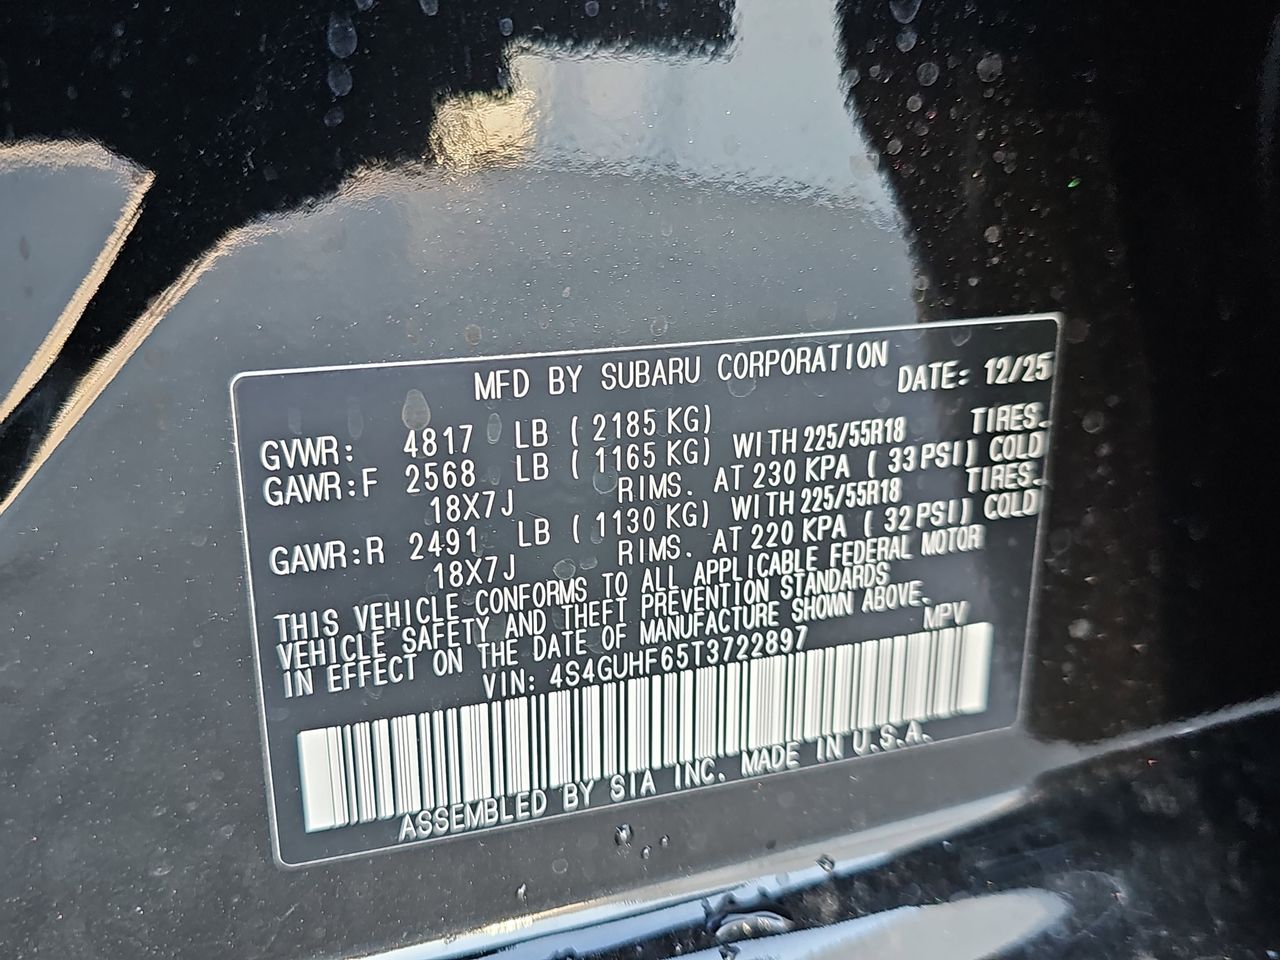 MFD BY SUBARU CORPORATION DATE: 12/25
GVWR: 4817 LB ( 2185 KG)
GAWR:F 2568 LB ( 1165 KG) WITH 225/55R18 TIRES.
18X7J RIMS. AT 230 KPA ( 33 PSI) COLD
GAWR:R 2491 LB ( 1130 KG) WITH 225/55R18 TIRES.
18X7J RIMS. AT 220 KPA ( 32 PSI) COLD
THIS VEHICLE CONFORMS TO ALL APPLICABLE FEDERAL MOTOR
VEHICLE SAFETY AND THEFT PREVENTION STANDARDS
IN EFFECT ON THE DATE OF MANUFACTURE SHOWN ABOVE.
VIN: 4S4GUHF65T3722897 MPV
ASSEMBLED BY SIA INC. MADE IN U.S.A.